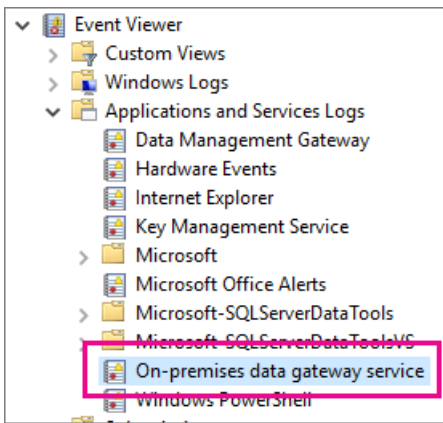 Event Viewer
Custom Views
Windows Logs
Applications and Services Logs
Data Management Gateway
Hardware Events
Internet Explorer
Key Management Service
Microsoft
Microsoft Office Alerts
Microsoft-SQLServerDataTools
Microsoft-SQLServerDataToolsVS
On-premises data gateway service
Windows PowerShell